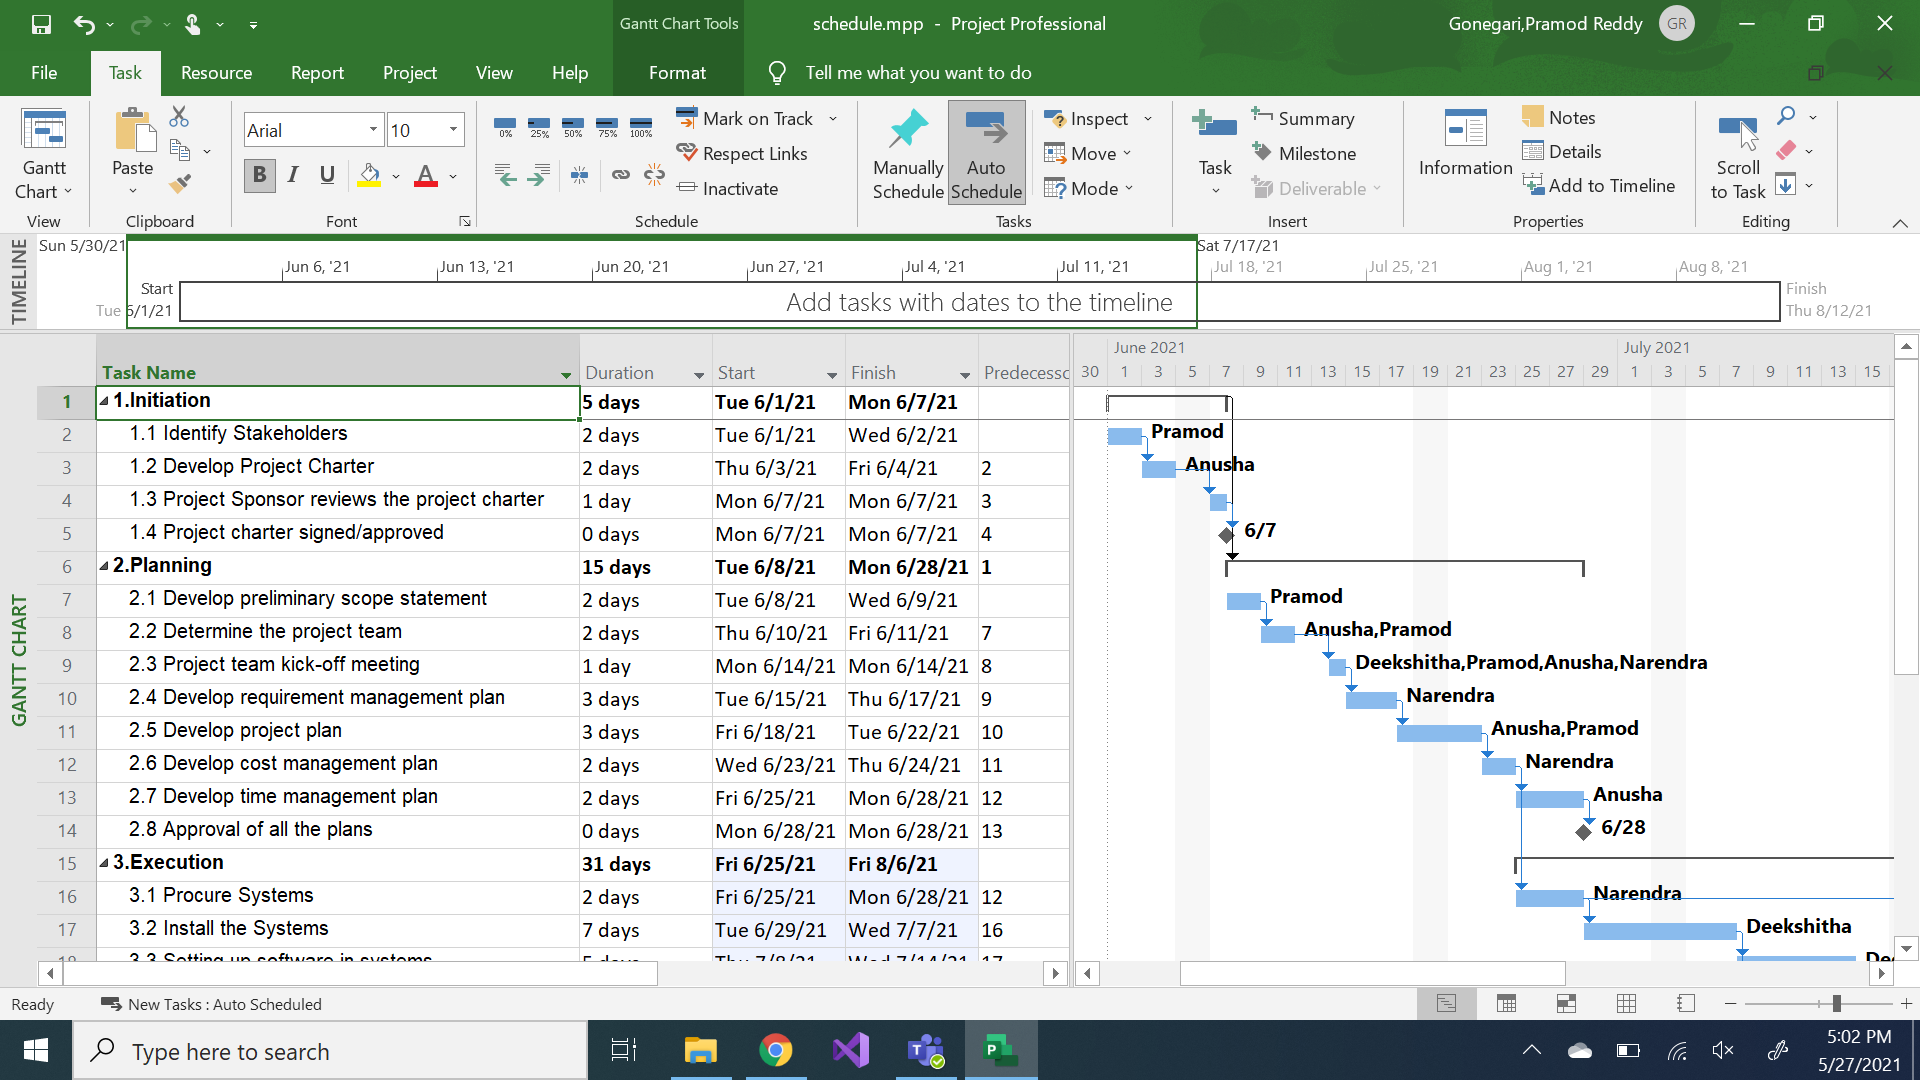 Gantt Chart Tools
schedule.mpp - Project Professional
Gonegari,Pramod Reddy GR
File Task Resource Report Project View Help Format Tell me what you want to do
Gantt Chart
View
Paste
Clipboard
Arial 10
B I U A
Font
0% 25% 50% 75% 100%
Mark on Track
Respect Links
Inactivate
Schedule
Manually Schedule
Auto Schedule
Inspect
Move
Mode
Tasks
Task
Summary
Milestone
Deliverable
Insert
Information
Notes
Details
Add to Timeline
Properties
Scroll to Task
Editing
TIMELINE
Sun 5/30/21 Sat 7/17/21
Jun 6, '21 Jun 13, '21 Jun 20, '21 Jun 27, '21 Jul 4, '21 Jul 11, '21 Jul 18, '21 Jul 25, '21 Aug 1, '21 Aug 8, '21
Start
Tue 6/1/21
Add tasks with dates to the timeline
Finish
Thu 8/12/21
GANTT CHART
Task Name Duration Start Finish Predecesso
June 2021 July 2021
30 1 3 5 7 9 11 13 15 17 19 21 23 25 27 29 1 3 5 7 9 11 13 15
1 1.Initiation 5 days Tue 6/1/21 Mon 6/7/21
2 1.1 Identify Stakeholders 2 days Tue 6/1/21 Wed 6/2/21 Pramod
3 1.2 Develop Project Charter 2 days Thu 6/3/21 Fri 6/4/21 2 Anusha
4 1.3 Project Sponsor reviews the project charter 1 day Mon 6/7/21 Mon 6/7/21 3
5 1.4 Project charter signed/approved 0 days Mon 6/7/21 Mon 6/7/21 4 6/7
6 2.Planning 15 days Tue 6/8/21 Mon 6/28/21 1
7 2.1 Develop preliminary scope statement 2 days Tue 6/8/21 Wed 6/9/21 Pramod
8 2.2 Determine the project team 2 days Thu 6/10/21 Fri 6/11/21 7 Anusha,Pramod
9 2.3 Project team kick-off meeting 1 day Mon 6/14/21 Mon 6/14/21 8 Deekshitha,Pramod,Anusha,Narendra
10 2.4 Develop requirement management plan 3 days Tue 6/15/21 Thu 6/17/21 9 Narendra
11 2.5 Develop project plan 3 days Fri 6/18/21 Tue 6/22/21 10 Anusha,Pramod
12 2.6 Develop cost management plan 2 days Wed 6/23/21 Thu 6/24/21 11 Narendra
13 2.7 Develop time management plan 2 days Fri 6/25/21 Mon 6/28/21 12 Anusha
14 2.8 Approval of all the plans 0 days Mon 6/28/21 Mon 6/28/21 13 6/28
15 3.Execution 31 days Fri 6/25/21 Fri 8/6/21
16 3.1 Procure Systems 2 days Fri 6/25/21 Mon 6/28/21 12 Narendra
17 3.2 Install the Systems 7 days Tue 6/29/21 Wed 7/7/21 16 Deekshitha
18 3.3 Setting up software in systems 5 days Thu 7/8/21 Wed 7/14/21 17 Dee
Ready New Tasks : Auto Scheduled
Type here to search
5:02 PM
5/27/2021